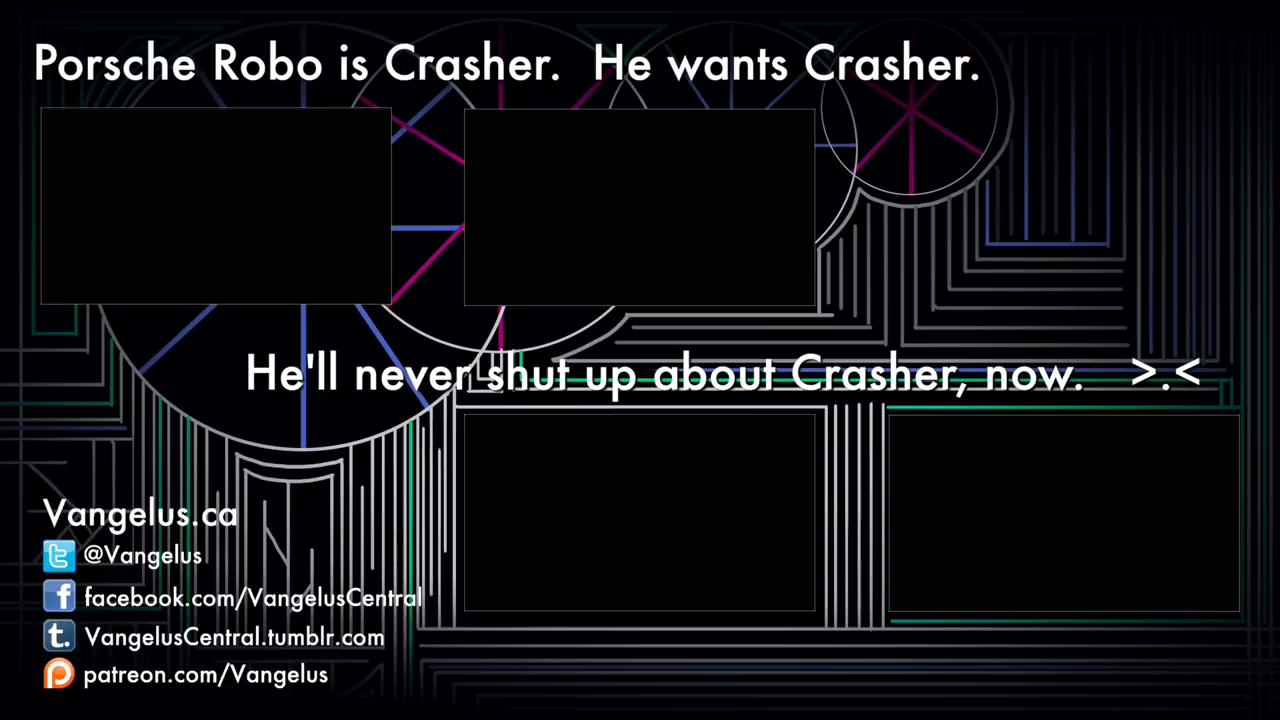 Porsche Robo is Crasher.  He wants Crasher.
He'll never shut up about Crasher, now.   >.<
Vangelus.ca
@Vangelus
facebook.com/VangelusCentral
VangelusCentral.tumblr.com
patreon.com/Vangelus